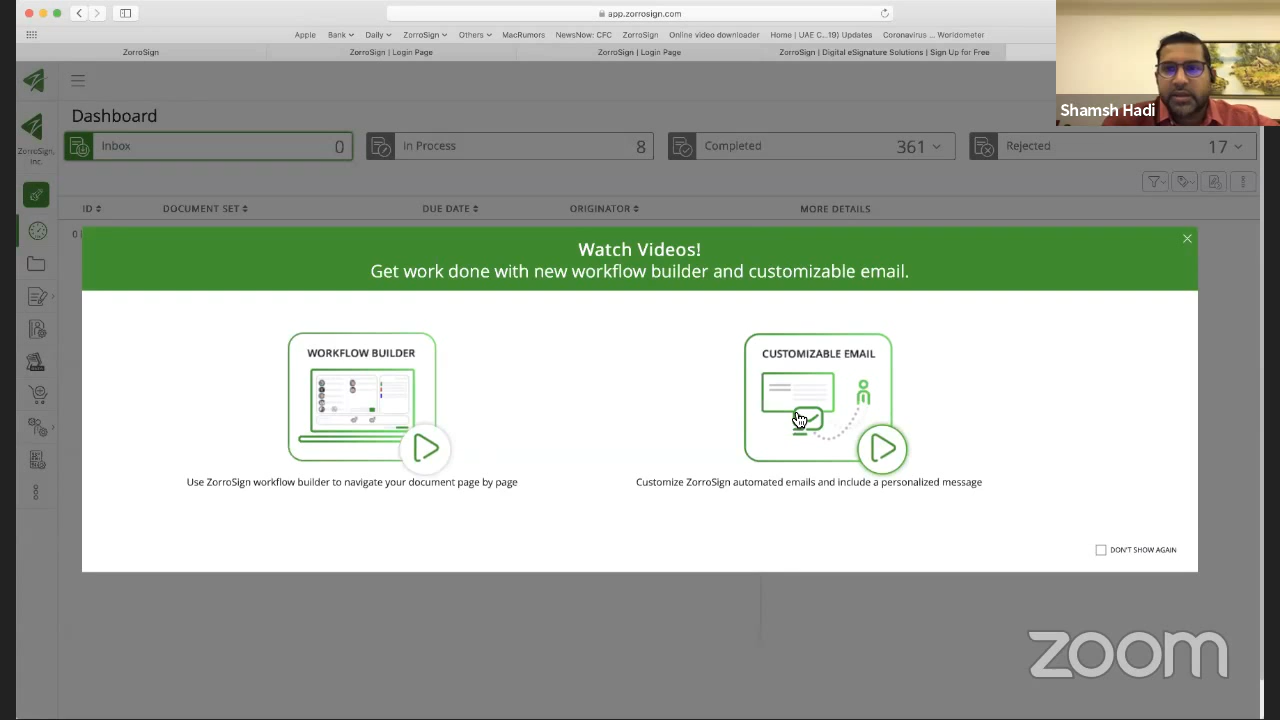 app.zorrosign.com
Apple Bank Daily ZorroSign Others MacRumors NewsNow: CFC ZorroSign Online video downloader Home | UAE C...19) Updates Coronavirus ... Worldometer
ZorroSign ZorroSign | Login Page ZorroSign | Login Page ZorroSign | Digital eSignature Solutions | Sign Up for Free
Shamsh Hadi
Dashboard
ZorroSign, Inc.
Inbox 0 In Process 8 Completed 361 Rejected 17
ID DOCUMENT SET DUE DATE ORIGINATOR MORE DETAILS
0
Watch Videos!
Get work done with new workflow builder and customizable email.
WORKFLOW BUILDER CUSTOMIZABLE EMAIL
Use ZorroSign workflow builder to navigate your document page by page
Customize ZorroSign automated emails and include a personalized message
DON'T SHOW AGAIN
zoom